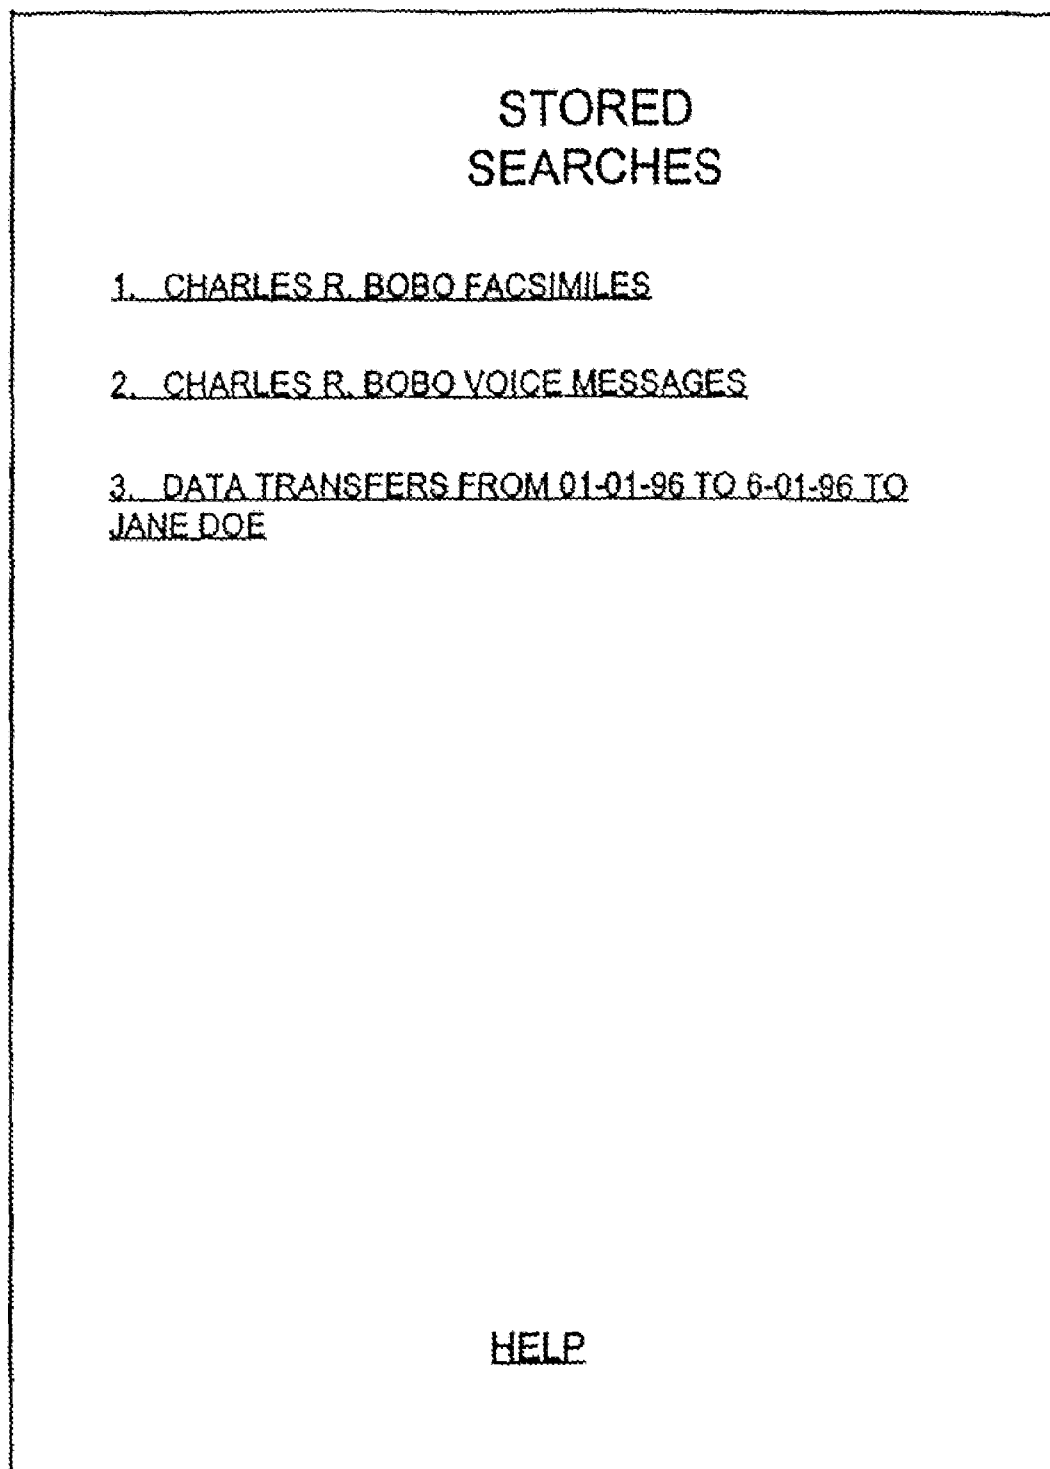 STORED
SEARCHES
1. CHARLES R. BOBO FACSIMILES
2. CHARLES R. BOBO VOICE MESSAGES
3. DATA TRANSFERS FROM 01-01-96 TO 6-01-96 TO
JANE DOE
HELP